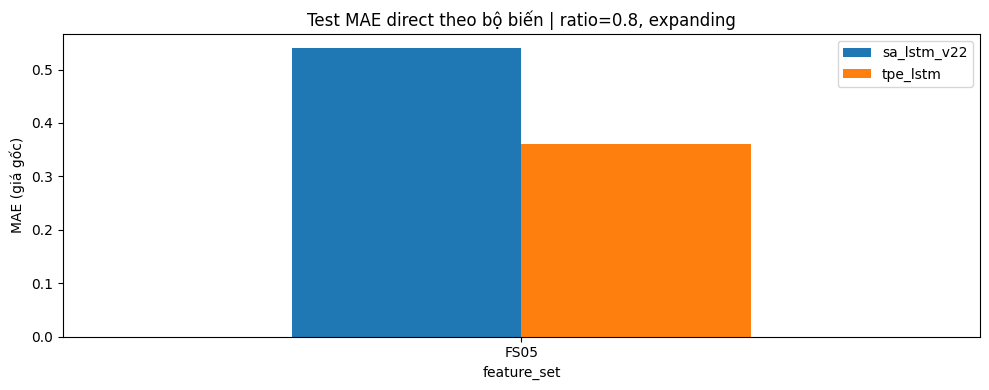 Test MAE direct theo bộ biến | ratio=0.8, expanding
sa_lstm_v22
tpe_lstm
MAE (giá gốc)
0.5
0.4
0.3
0.2
0.1
0.0
FS05
feature_set